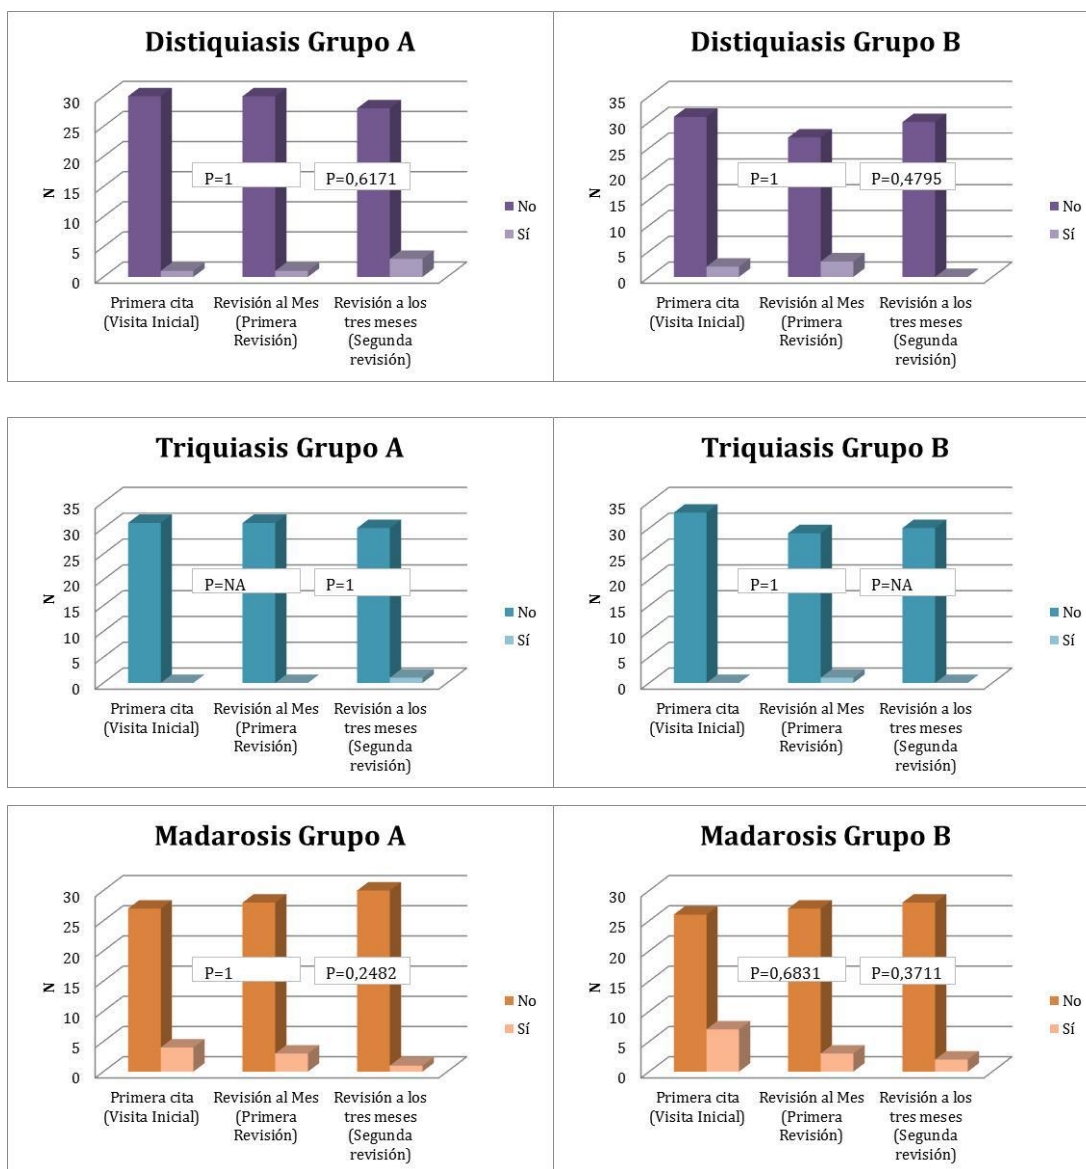 Distiquiasis Grupo A
30
25
20
15
10
5
0
N
P=1
P=0,6171
No
Sí
Primera cita
(Visita Inicial)
Revisión al Mes
(Primera
Revisión)
Revisión a los
tres meses
(Segunda
revisión)
Distiquiasis Grupo B
35
30
25
20
15
10
5
0
N
P=1
P=0,4795
No
Sí
Primera cita
(Visita Inicial)
Revisión al Mes
(Primera
Revisión)
Revisión a los
tres meses
(Segunda
revisión)
Triquiasis Grupo A
35
30
25
20
15
10
5
0
N
P=NA
P=1
No
Sí
Primera cita
(Visita Inicial)
Revisión al Mes
(Primera
Revisión)
Revisión a los
tres meses
(Segunda
revisión)
Triquiasis Grupo B
35
30
25
20
15
10
5
0
N
P=1
P=NA
No
Sí
Primera cita
(Visita Inicial)
Revisión al Mes
(Primera
Revisión)
Revisión a los
tres meses
(Segunda
revisión)
Madarosis Grupo A
30
25
20
15
10
5
0
N
P=1
P=0,2482
No
Sí
Primera cita
(Visita Inicial)
Revisión al Mes
(Primera
Revisión)
Revisión a los
tres meses
(Segunda
revisión)
Madarosis Grupo B
30
25
20
15
10
5
0
N
P=0,6831
P=0,3711
No
Sí
Primera cita
(Visita Inicial)
Revisión al Mes
(Primera
Revisión)
Revisión a los
tres meses
(Segunda
revisión)